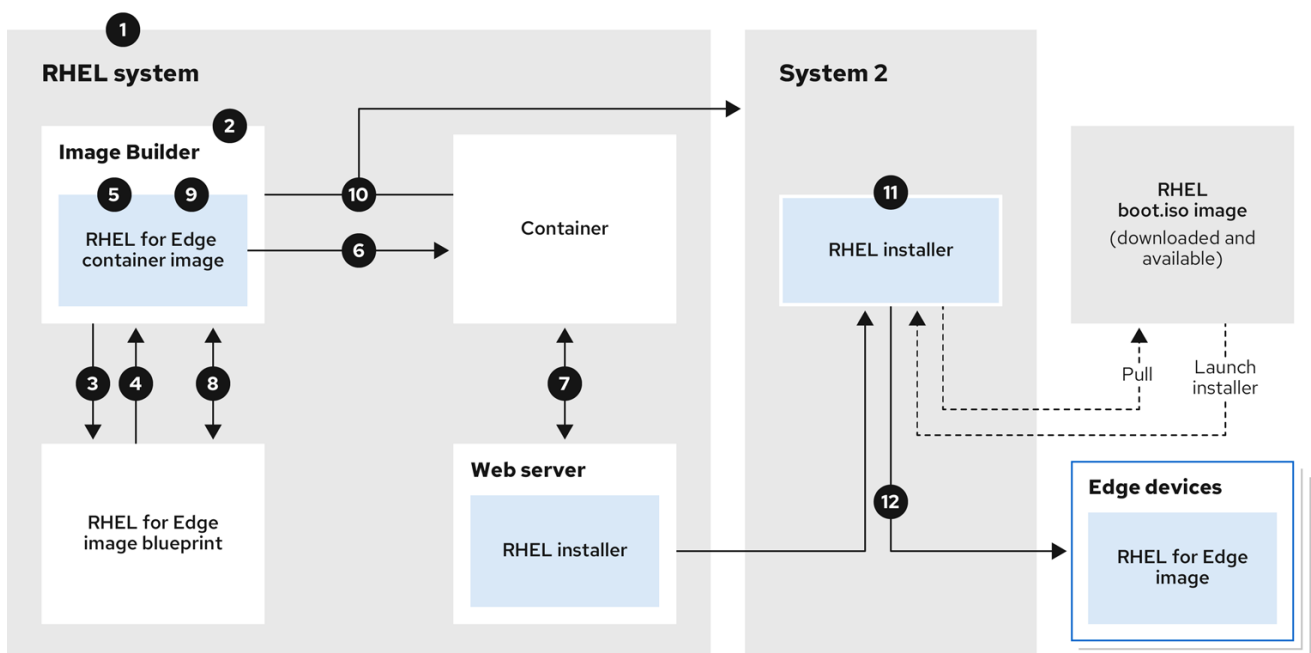 1
RHEL system
System 2
2
Image Builder
5
9
RHEL for Edge
container image
10
6
Container
11
RHEL installer
RHEL
boot.iso image
(downloaded and
available)
3
4
8
7
Pull
Launch
installer
RHEL for Edge
image blueprint
Web server
RHEL installer
12
Edge devices
RHEL for Edge
image